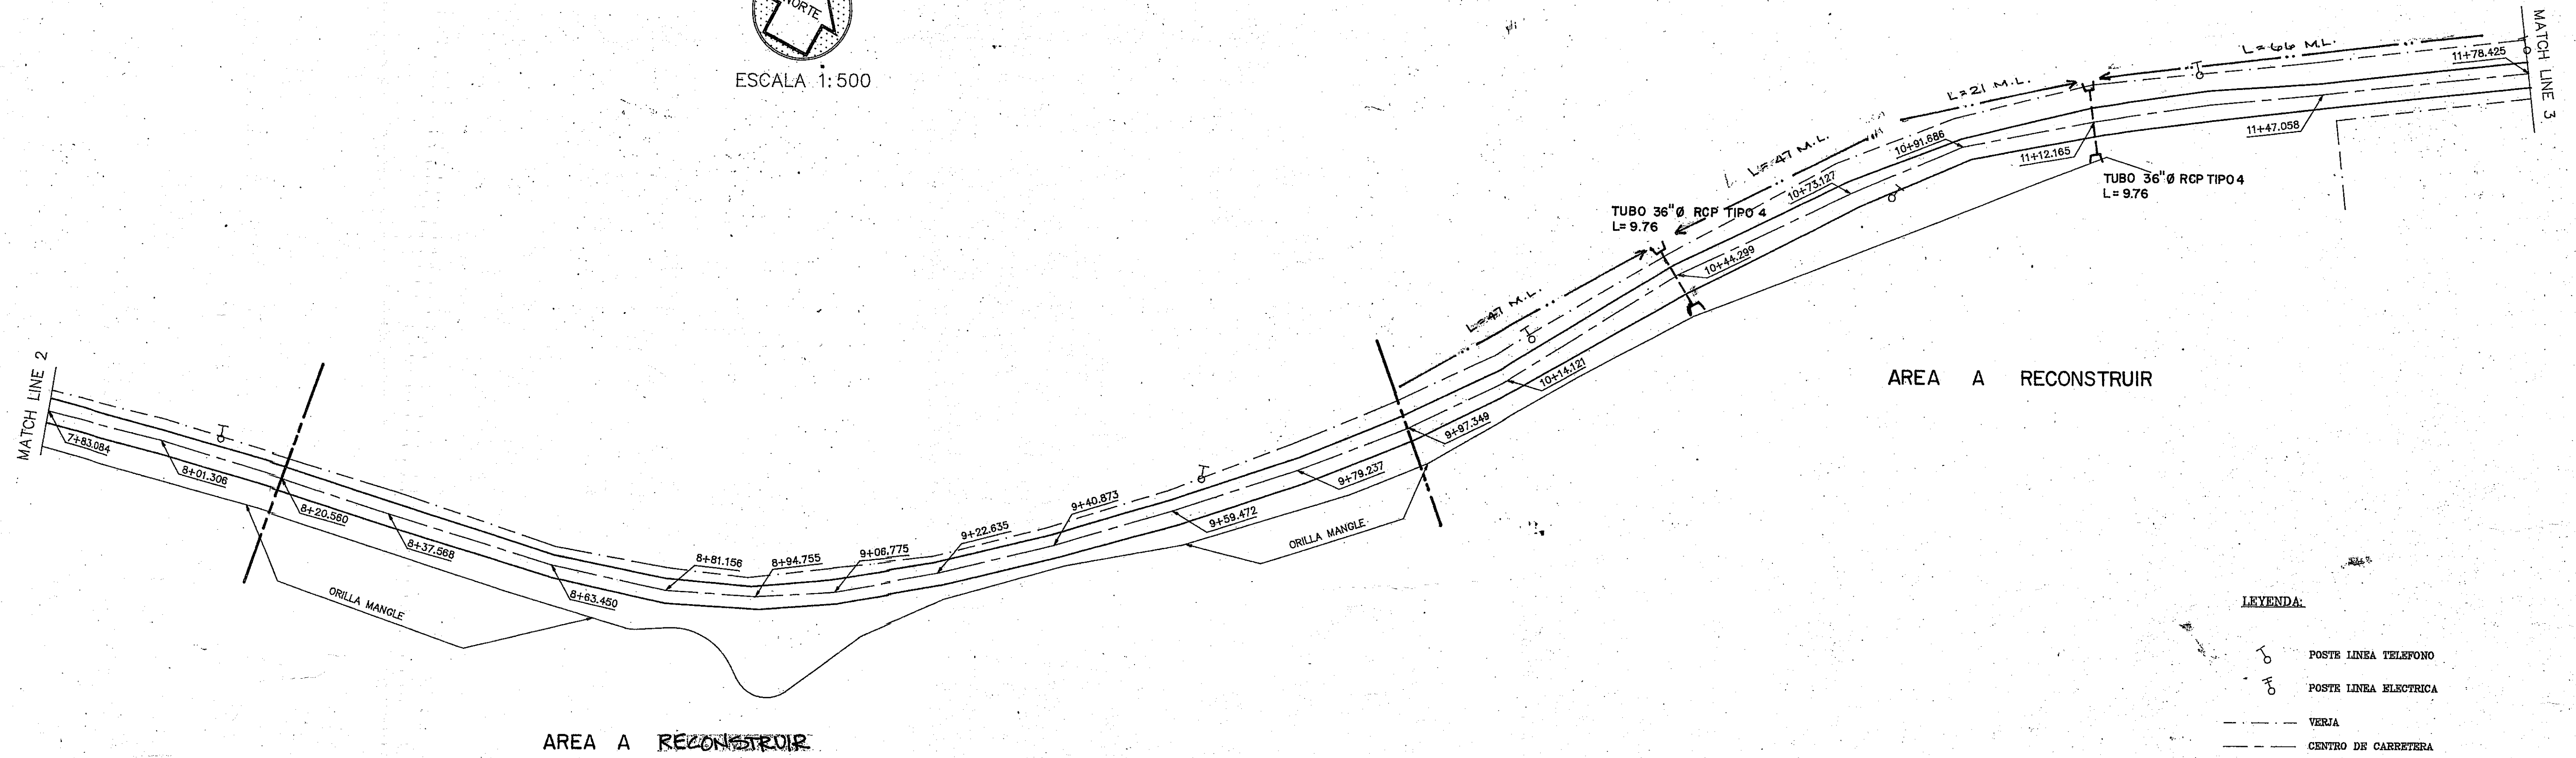 NORTE
ESCALA 1:500
MATCH LINE 2
7+83.084
8+01.306
8+20.560
8+37.568
8+63.450
8+81.156
8+94.755
9+06.775
9+22.635
9+40.873
9+59.472
9+79.237
9+97.349
10+14.121
10+44.299
10+73.127
10+91.686
11+12.165
11+47.058
11+78.425
MATCH LINE 3
ORILLA MANGLE
ORILLA MANGLE
L=47 M.L.
L=47 M.L.
L=21 M.L.
L=66 M.L.
TUBO 36"Ø RCP TIPO 4
L= 9.76
TUBO 36"Ø RCP TIPO 4
L= 9.76
AREA A RECONSTRUIR
AREA A RECONSTRUIR
LEYENDA:
POSTE LINEA TELEFONO
POSTE LINEA ELECTRICA
VERJA
CENTRO DE CARRETERA